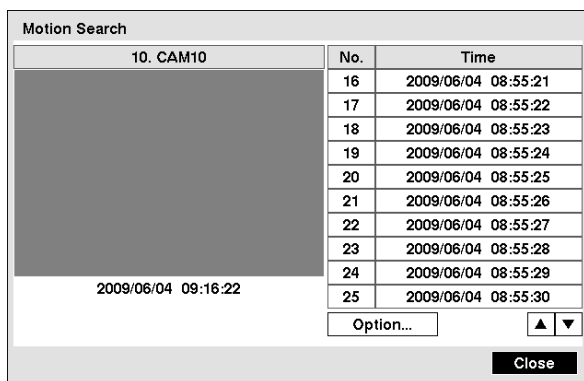 Motion Search
10. CAM10
2009/06/04 09:16:22
No. Time
16 2009/06/04 08:55:21
17 2009/06/04 08:55:22
18 2009/06/04 08:55:23
19 2009/06/04 08:55:24
20 2009/06/04 08:55:25
21 2009/06/04 08:55:26
22 2009/06/04 08:55:27
23 2009/06/04 08:55:28
24 2009/06/04 08:55:29
25 2009/06/04 08:55:30
Option...
Close